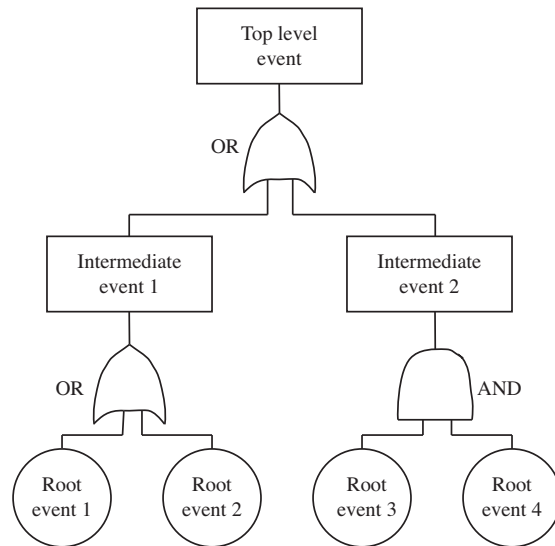 Top level
event
OR
Intermediate
event 1
Intermediate
event 2
OR
AND
Root
event 1
Root
event 2
Root
event 3
Root
event 4